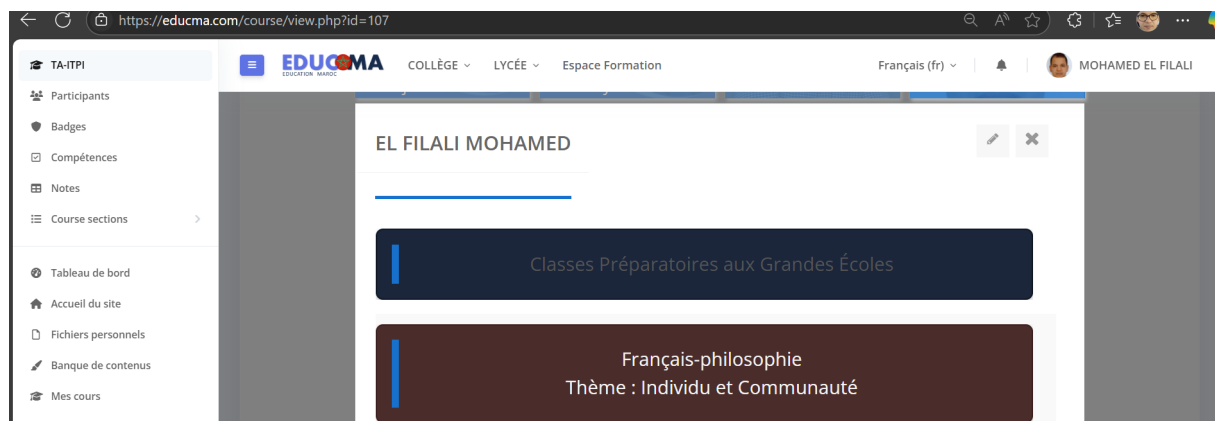 https://educma.com/course/view.php?id=107
TA-ITPI
EDUCMA
EDUCATION MAROC
COLLÈGE
LYCÉE
Espace Formation
Français (fr)
MOHAMED EL FILALI
Participants
Badges
Compétences
Notes
Course sections
Tableau de bord
Accueil du site
Fichiers personnels
Banque de contenus
Mes cours
EL FILALI MOHAMED
Classes Préparatoires aux Grandes Écoles
Français-philosophie
Thème : Individu et Communauté